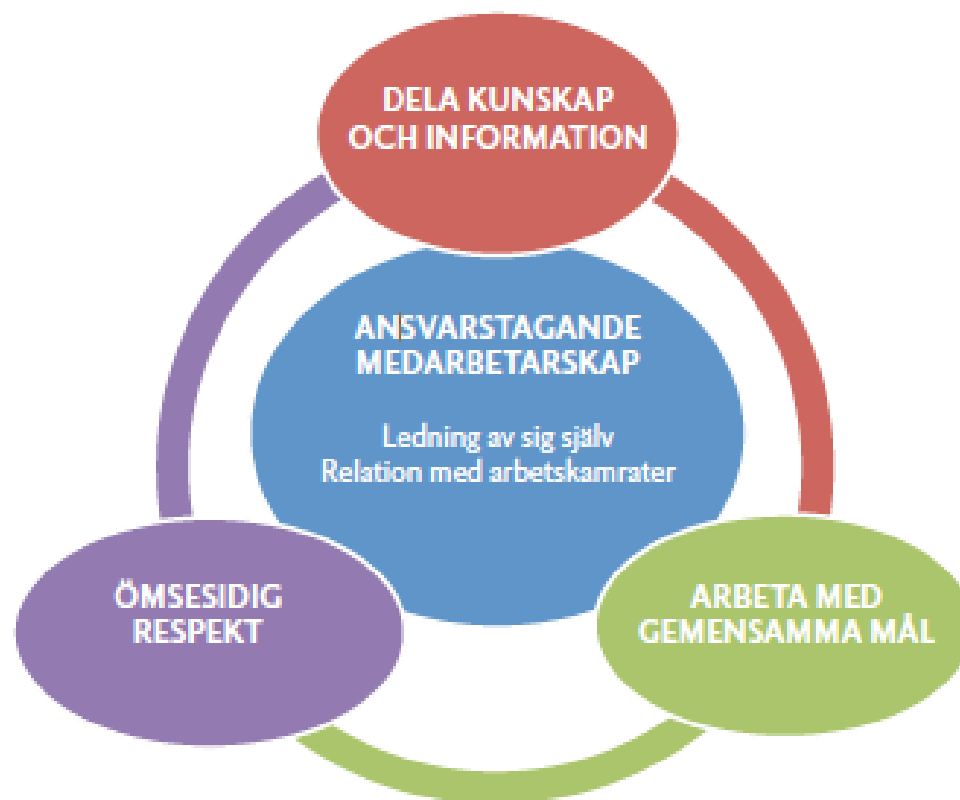 DELA KUNSKAP
OCH INFORMATION
ANSVARSTAGANDE
MEDARBETARSKAP
Ledning av sig själv
Relation med arbetskamrater
ÖMSESIDIG
RESPEKT
ARBETA MED
GEMENSAMMA MÅL